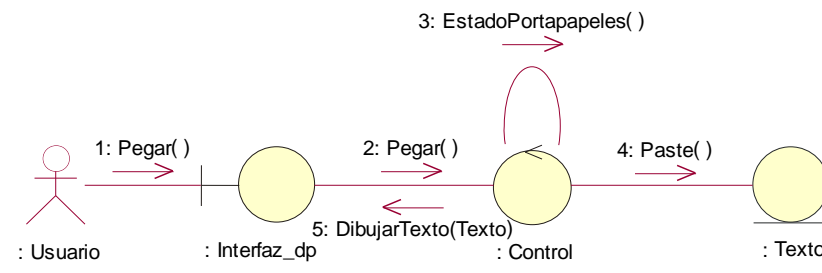 3: EstadoPortapapeles( )
1: Pegar( )
2: Pegar( )
4: Paste( )
5: DibujarTexto(Texto)
: Usuario
: Interfaz_dp
: Control
: Texto